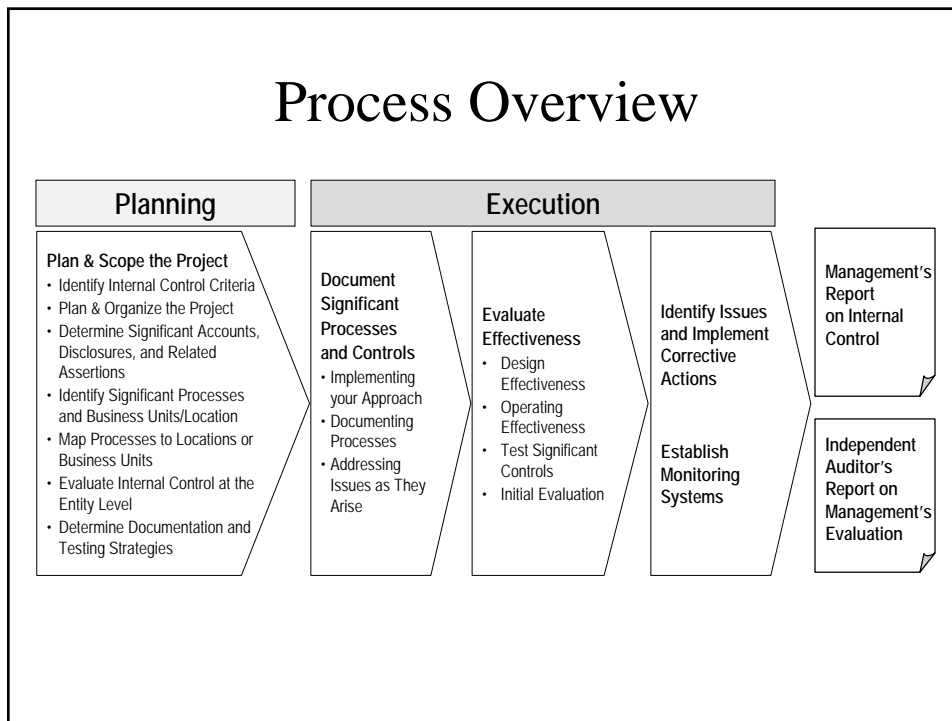 Process Overview
Planning
Execution
Plan & Scope the Project
• Identify Internal Control Criteria
• Plan & Organize the Project
• Determine Significant Accounts,
Disclosures, and Related
Assertions
• Identify Significant Processes
and Business Units/Location
• Map Processes to Locations or
Business Units
• Evaluate Internal Control at the
Entity Level
• Determine Documentation and
Testing Strategies
Document
Significant
Processes
and Controls
• Implementing
your Approach
• Documenting
Processes
• Addressing
Issues as They
Arise
Evaluate
Effectiveness
• Design
Effectiveness
• Operating
Effectiveness
• Test Significant
Controls
• Initial Evaluation
Identify Issues
and Implement
Corrective
Actions
Establish
Monitoring
Systems
Management's
Report
on Internal
Control
Independent
Auditor's
Report on
Management's
Evaluation